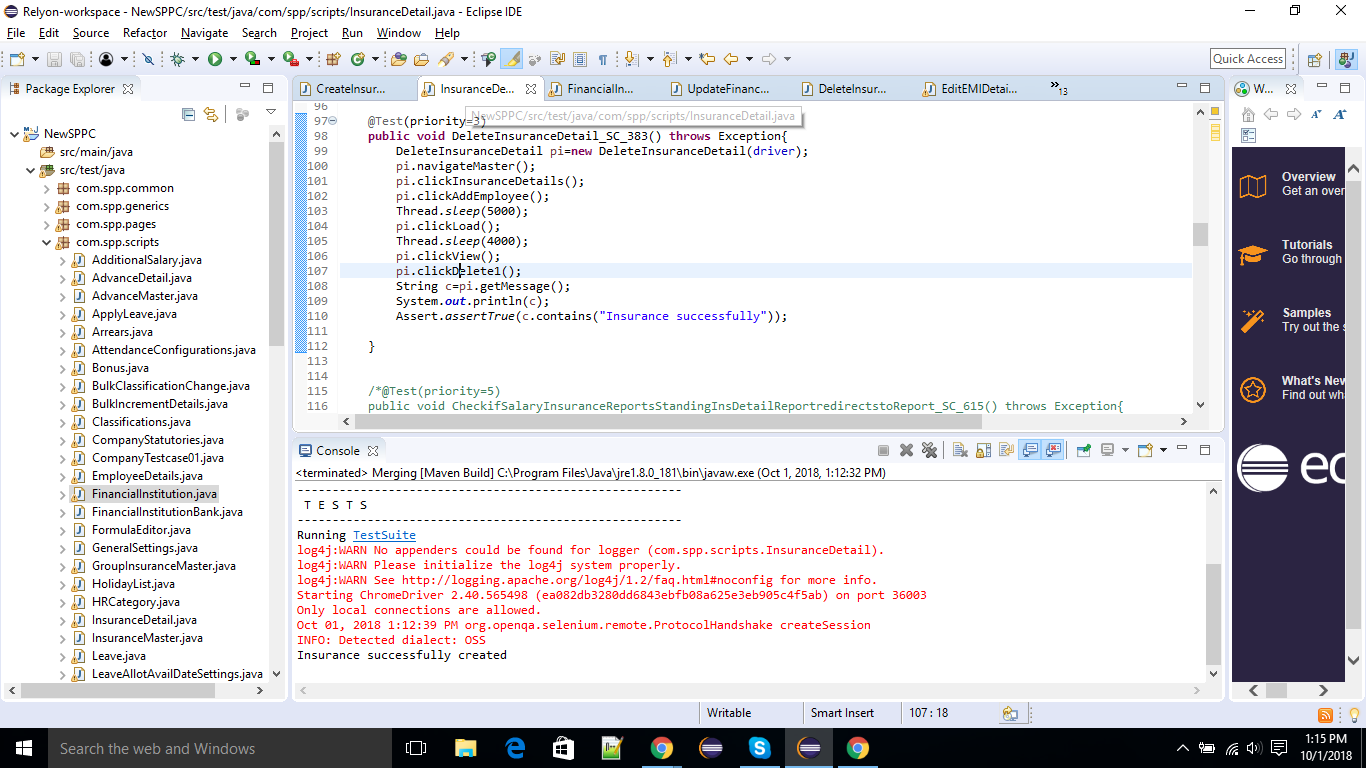 Relyon-workspace - NewSPPC/src/test/java/com/spp/scripts/InsuranceDetail.java - Eclipse IDE
File Edit Source Refactor Navigate Search Project Run Window Help
Quick Access
Package Explorer
NewSPPC
src/main/java
src/test/java
com.spp.common
com.spp.generics
com.spp.pages
com.spp.scripts
AdditionalSalary.java
AdvanceDetail.java
AdvanceMaster.java
ApplyLeave.java
Arrears.java
AttendanceConfigurations.java
Bonus.java
BulkClassificationChange.java
BulkIncrementDetails.java
Classifications.java
CompanyStatutories.java
CompanyTestcase01.java
EmployeeDetails.java
FinancialInstitution.java
FinancialInstitutionBank.java
FormulaEditor.java
GeneralSettings.java
GroupInsuranceMaster.java
HolidayList.java
HRCategory.java
InsuranceDetail.java
InsuranceMaster.java
Leave.java
LeaveAllotAvailDateSettings.java
CreateInsur... InsuranceDe... FinancialIn... UpdateFinanc... DeleteInsur... EditEMIDetai... 13
NewSPPC/src/test/java/com/spp/scripts/InsuranceDetail.java
96
97 @Test(priority=3)
98 public void DeleteInsuranceDetail_SC_383() throws Exception{
99 DeleteInsuranceDetail pi=new DeleteInsuranceDetail(driver);
100 pi.navigateMaster();
101 pi.clickInsuranceDetails();
102 pi.clickAddEmployee();
103 Thread.sleep(5000);
104 pi.clickLoad();
105 Thread.sleep(4000);
106 pi.clickView();
107 pi.clickDelete1();
108 String c=pi.getMessage();
109 System.out.println(c);
110 Assert.assertTrue(c.contains("Insurance successfully"));
111
112 }
113
114
115 /*@Test(priority=5)
116 public void CheckifSalaryInsuranceReportsStandingInsDetailReportredirectstoReport_SC_615() throws Exception{
Console
<terminated> Merging [Maven Build] C:\Program Files\Java\jre1.8.0_181\bin\javaw.exe (Oct 1, 2018, 1:12:32 PM)
-------------------------------------------------------
T E S T S
-------------------------------------------------------
Running TestSuite
log4j:WARN No appenders could be found for logger (com.spp.scripts.InsuranceDetail).
log4j:WARN Please initialize the log4j system properly.
log4j:WARN See http://logging.apache.org/log4j/1.2/faq.html#noconfig for more info.
Starting ChromeDriver 2.40.565498 (ea082db3280dd6843ebfb08a625e3eb905c4f5ab) on port 36003
Only local connections are allowed.
Oct 01, 2018 1:12:39 PM org.openqa.selenium.remote.ProtocolHandshake createSession
INFO: Detected dialect: OSS
Insurance successfully created
W...
Overview
Get an over
Tutorials
Go through
Samples
Try out the s
What's New
Find out wh
ec
Writable Smart Insert 107 : 18
Search the web and Windows
1:15 PM
10/1/2018